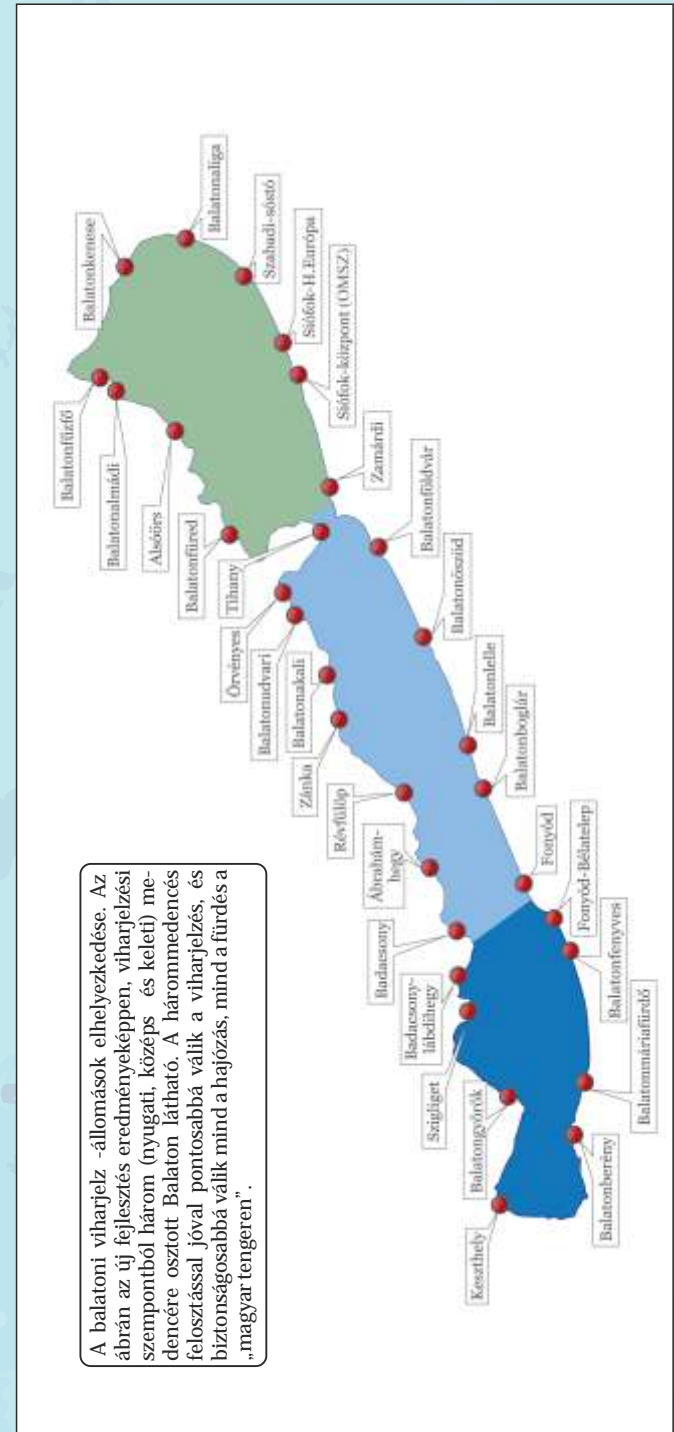 A balatoni viharjelz -állomások elhelyezkedése. Az
ábrán az új fejlesztés eredményeképpen, viharjelzési
szempontból három (nyugati, középs és keleti) me-
dencére osztott Balaton látható. A hárommedencés
felosztással jóval pontosabbá válik a viharjelzés, és
biztonságosabbá válik mind a hajózás, mind a fürdés a
„magyar tengeren”.
Keszthely
Balatongyörök
Szigliget
Badacsony-
lábdihegy
Badacsony
Ábrahám-
hegy
Révfülöp
Zánka
Balatonakali
Balatonudvari
Örvényes
Tihany
Balatonfüred
Alsóörs
Balatonalmádi
Balatonfűzfő
Balatonkenese
Balatonaliga
Szabadi-sóstó
Siófok-H.Európa
Siófok-központ (OMSZ)
Zamárdi
Balatonföldvár
Balatonőszöd
Balatonlelle
Balatonboglár
Fonyód
Fonyód-Bélatelep
Balatonfenyves
Balatonmáriafürdő
Balatonberény